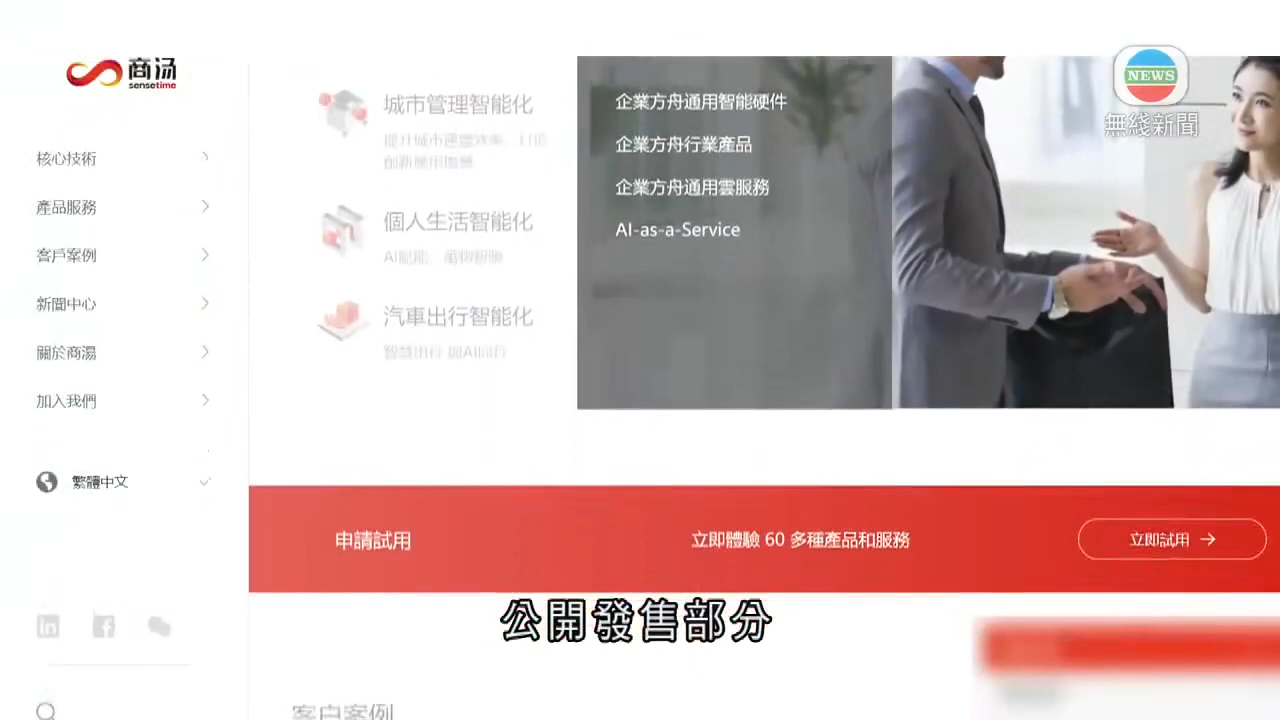 商汤
sensetime
核心技術
產品服務
客戶案例
新聞中心
關於商湯
加入我們
繁體中文
城市管理智能化
個人生活智能化
汽車出行智能化
企業方舟通用智能硬件
企業方舟行業產品
企業方舟通用雲服務
AI-as-a-Service
NEWS
無綫新聞
申請試用
立即體驗 60 多種產品和服務
立即試用
公開發售部分
客户案例